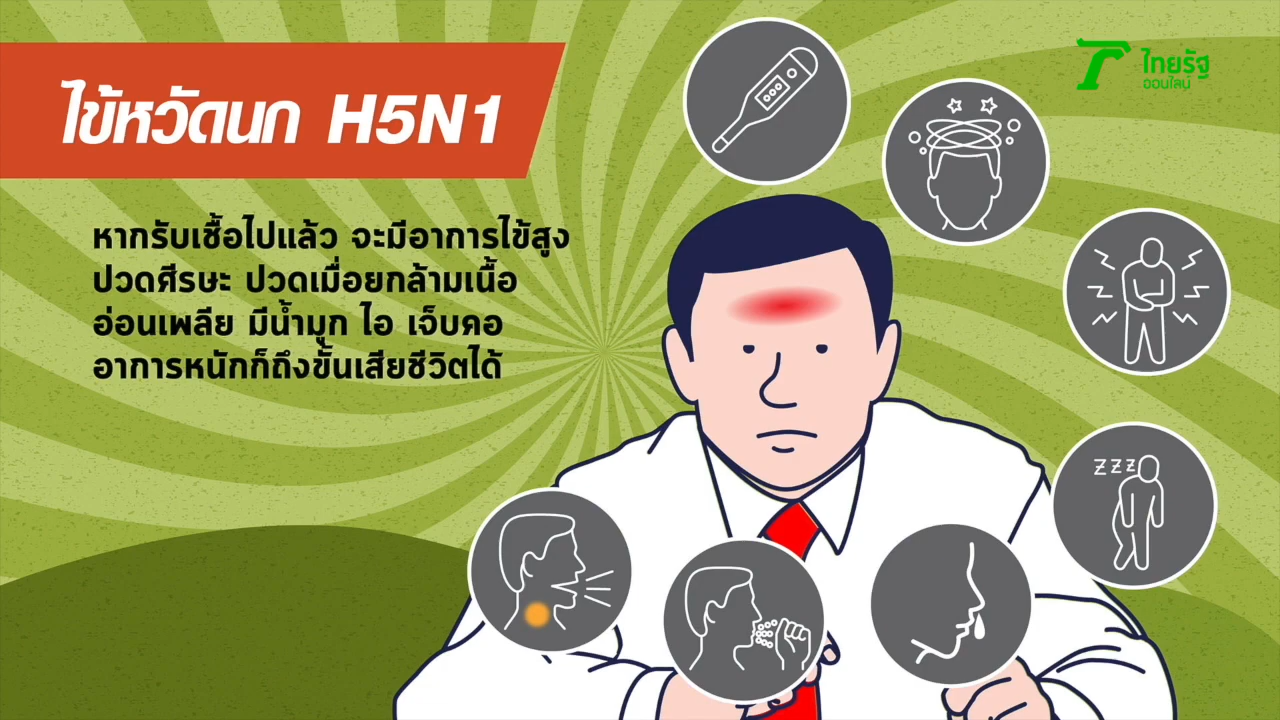 ไข้หวัดนก H5N1
ไทยรัฐ
ออนไลน์
หากรับเชื้อไปแล้ว จะมีอาการไข้สูง
ปวดศีรษะ ปวดเมื่อยกล้ามเนื้อ
อ่อนเพลีย มีน้ำมูก ไอ เจ็บคอ
อาการหนักก็ถึงขั้นเสียชีวิตได้
ZZZ